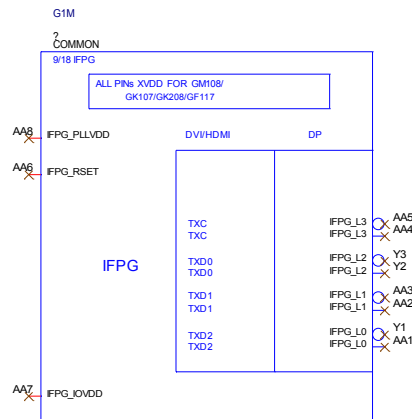 G1M
?
COMMON
9/18 IFPG
ALL PINs XVDD FOR GM108/
GK107/GK208/GF117
AA8 IFPG_PLLVDD
DVI/HDMI DP
AA6 IFPG_RSET
TXC IFPG_L3 AA5
TXC IFPG_L3 AA4
IFPG
TXD0 IFPG_L2 Y3
TXD0 IFPG_L2 Y2
TXD1 IFPG_L1 AA3
TXD1 IFPG_L1 AA2
TXD2 IFPG_L0 Y1
TXD2 IFPG_L0 AA1
AA7 IFPG_IOVDD